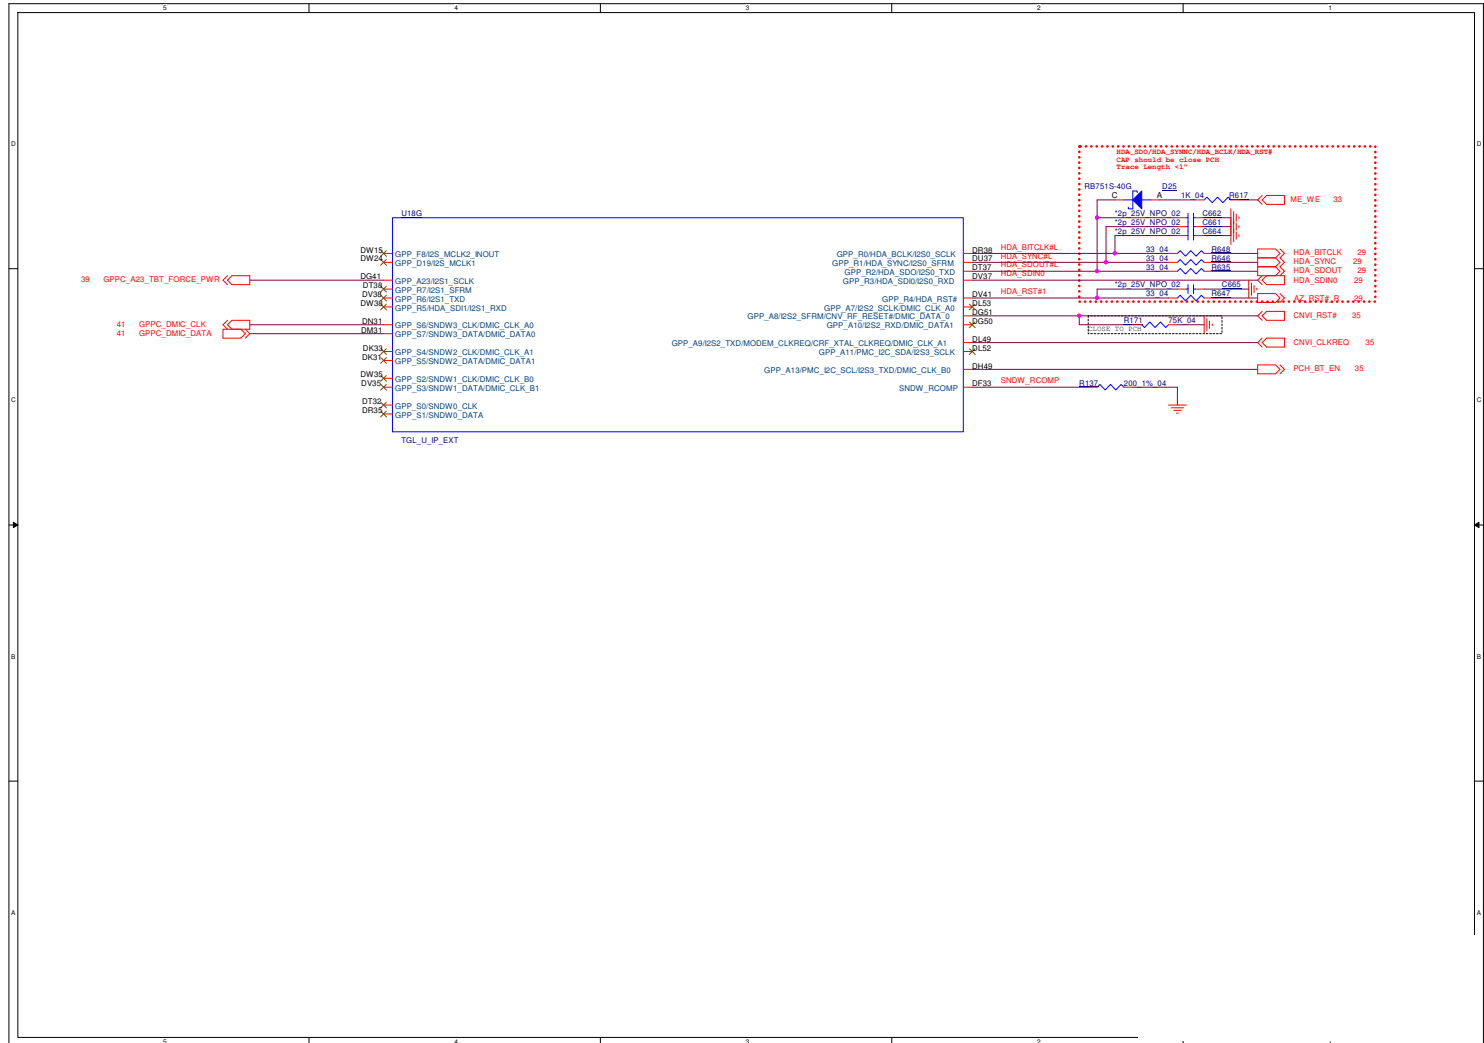 5 4 3 2 1
D D
HDA_SDO/HDA_SYNNC/HDA_BCLK/HDA_RST#
CAP should be close PCH
Trace Length <1"
RB751S-40G D25
C A 1K_04 R617 ME_WE 33
U18G
*2p_25V_NPO_02 C662
*2p_25V_NPO_02 C661
*2p_25V_NPO_02 C664
DW15 GPP_F8/I2S_MCLK2_INOUT GPP_R0/HDA_BCLK/I2S0_SCLK DR38 HDA_BITCLK#L 33_04 R648 HDA_BITCLK 29
DW24 GPP_D19/I2S_MCLK1 GPP_R1/HDA_SYNC/I2S0_SFRM DU37 HDA_SYNC#L 33_04 R646 HDA_SYNC 29
GPP_R2/HDA_SDO/I2S0_TXD DT37 HDA_SDOUT#L 33_04 R635 HDA_SDOUT 29
39 GPPC_A23_TBT_FORCE_PWR DG41 GPP_A23/I2S1_SCLK GPP_R3/HDA_SDI0/I2S0_RXD DV37 HDA_SDIN0 HDA_SDIN0 29
DT38 GPP_R7/I2S1_SFRM *2p_25V_NPO_02 C665
DV38 GPP_R6/I2S1_TXD GPP_R4/HDA_RST# DV41 HDA_RST#1 33_04 R647 AZ_RST#_R 29
DW38 GPP_R5/HDA_SDI1/I2S1_RXD GPP_A7/I2S2_SCLK/DMIC_CLK_A0 DL53
GPP_A8/I2S2_SFRM/CNV_RF_RESET#/DMIC_DATA_0 DG51 CNVI_RST# 35
41 GPPC_DMIC_CLK DN31 GPP_S6/SNDW3_CLK/DMIC_CLK_A0 GPP_A10/I2S2_RXD/DMIC_DATA1 DG50 R171 75K_04
CLOSE TO PCH
41 GPPC_DMIC_DATA DM31 GPP_S7/SNDW3_DATA/DMIC_DATA0
GPP_A9/I2S2_TXD/MODEM_CLKREQ/CRF_XTAL_CLKREQ/DMIC_CLK_A1 DL49 CNVI_CLKREQ 35
DK33 GPP_S4/SNDW2_CLK/DMIC_CLK_A1 GPP_A11/PMC_I2C_SDA/I2S3_SCLK DL52
DK31 GPP_S5/SNDW2_DATA/DMIC_DATA1
GPP_A13/PMC_I2C_SCL/I2S3_TXD/DMIC_CLK_B0 DH49 PCH_BT_EN 35
DW35 GPP_S2/SNDW1_CLK/DMIC_CLK_B0
DV35 GPP_S3/SNDW1_DATA/DMIC_CLK_B1 SNDW_RCOMP DF33 SNDW_RCOMP R137 200_1%_04
C C
DT32 GPP_S0/SNDW0_CLK
DR35 GPP_S1/SNDW0_DATA
TGL_U_IP_EXT
B B
A A
5 4 3 2